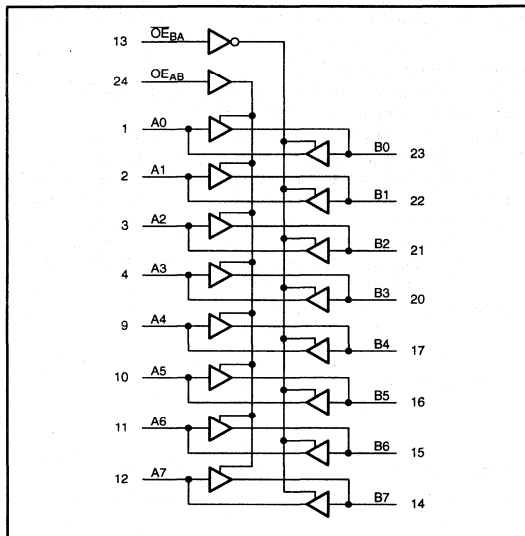 13 OE̅BA
24 OEAB
1 A0
B0 23
2 A1
B1 22
3 A2
B2 21
4 A3
B3 20
9 A4
B4 17
10 A5
B5 16
11 A6
B6 15
12 A7
B7 14